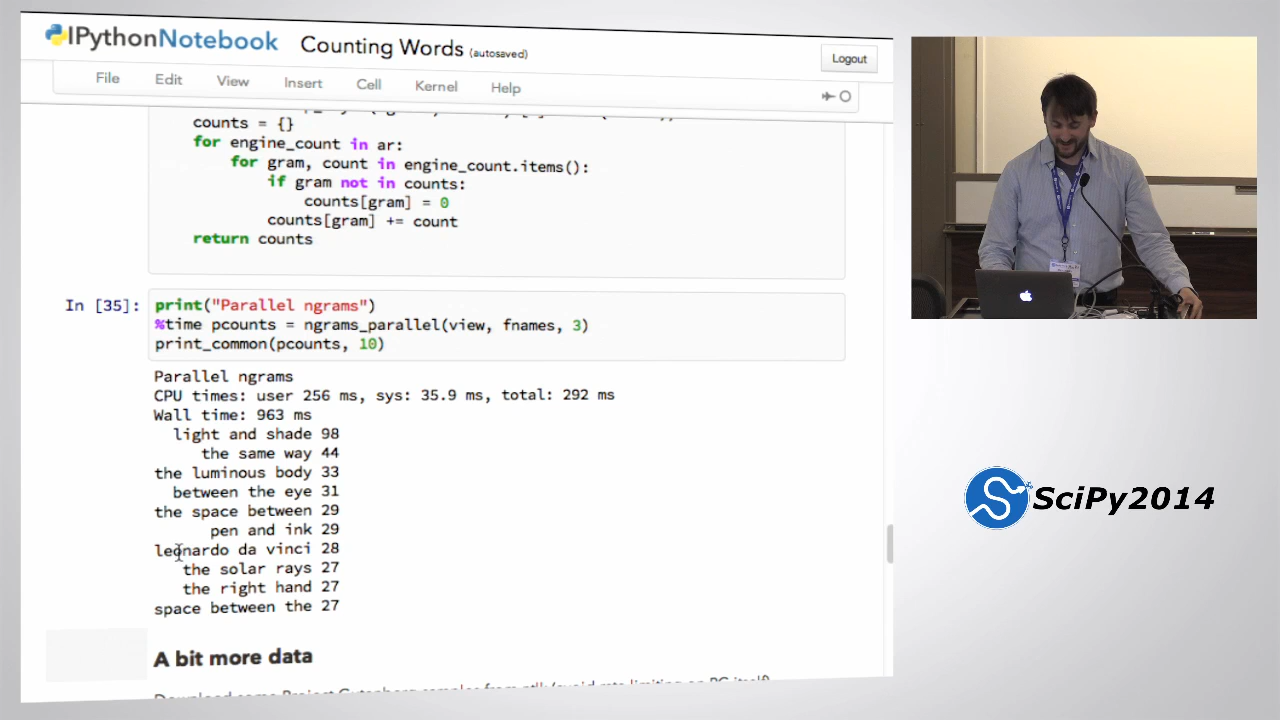 IPythonNotebook Counting Words (autosaved)
Logout
File Edit View Insert Cell Kernel Help
counts = {}
for engine_count in ar:
for gram, count in engine_count.items():
if gram not in counts:
counts[gram] = 0
counts[gram] += count
return counts
In [35]: print("Parallel ngrams")
%time pcounts = ngrams_parallel(view, fnames, 3)
print_common(pcounts, 10)
Parallel ngrams
CPU times: user 256 ms, sys: 35.9 ms, total: 292 ms
Wall time: 963 ms
light and shade 98
the same way 44
the luminous body 33
between the eye 31
the space between 29
pen and ink 29
leonardo da vinci 28
the solar rays 27
the right hand 27
space between the 27
A bit more data
SciPy2014